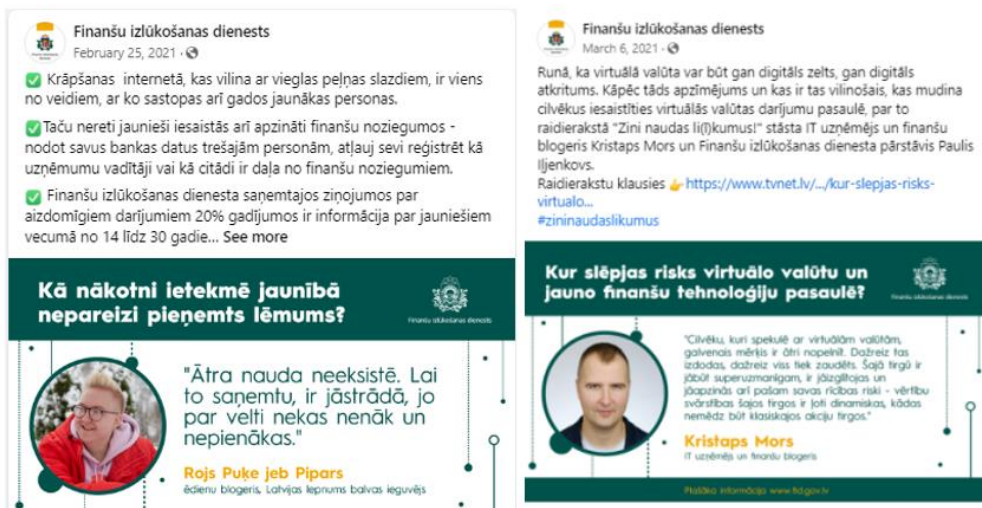 Finanšu izlūkošanas dienests
February 25, 2021 ·
Krāpšanas internetā, kas vilina ar vieglas peļņas slazdiem, ir viens
no veidiem, ar ko sastopas arī gados jaunākas personas.
Taču nereti jaunieši iesaistās arī apzināti finanšu noziegumos -
nodot savus bankas datus trešajām personām, atļauj sevi reģistrēt kā
uzņēmumu vadītāji vai kā citādi ir daļa no finanšu noziegumiem.
Finanšu izlūkošanas dienesta saņemtajos ziņojumos par
aizdomīgiem darījumiem 20% gadījumos ir informācija par jauniešiem
vecumā no 14 līdz 30 gadie... See more
Kā nākotni ietekmē jaunībā
nepareizi pieņemts lēmums?
Finanšu izlūkošanas dienests
"Ātra nauda neeksistē. Lai
to saņemtu, ir jāstrādā, jo
par velti nekas nenāk un
nepienākas."
Rojs Puķe jeb Pipars
ēdienu blogeris, Latvijas lepnums balvas ieguvējs
Finanšu izlūkošanas dienests
March 6, 2021 ·
Runā, ka virtuālā valūta var būt gan digitāls zelts, gan digitāls
atkritums. Kāpēc tāds apzīmējums un kas ir tas vilinošais, kas mudina
cilvēkus iesaistīties virtuālās valūtas darījumu pasaulē, par to
raidierakstā "Zini naudas li(ī)kumus!" stāsta IT uzņēmējs un finanšu
blogeris Kristaps Mors un Finanšu izlūkošanas dienesta pārstāvis Paulis
Iljenkovs.
Raidierakstu klausies 👉 https://www.tvnet.lv/.../kur-slepjas-risks-
virtualo...
#zininaudaslikumus
Kur slēpjas risks virtuālo valūtu un
jauno finanšu tehnoloģiju pasaulē?
Finanšu izlūkošanas dienests
"Cilvēku, kuri spekulē ar virtuālām valūtām,
galvenais mērķis ir ātri nopelnīt. Dažreiz tas
izdodas, dažreiz viss tiek zaudēts. Šajā tirgū ir
jābūt superuzmanīgam, ir jāizglītojas un
jāapzinās arī pašam savas rīcības riski - vērtību
svārstības šajos tirgos ir ļoti dinamiskas, kādas
nemēdz būt klasiskajos akciju tirgos."
Kristaps Mors
IT uzņēmējs un finanšu blogeris
Plašāka informācija www.fid.gov.lv